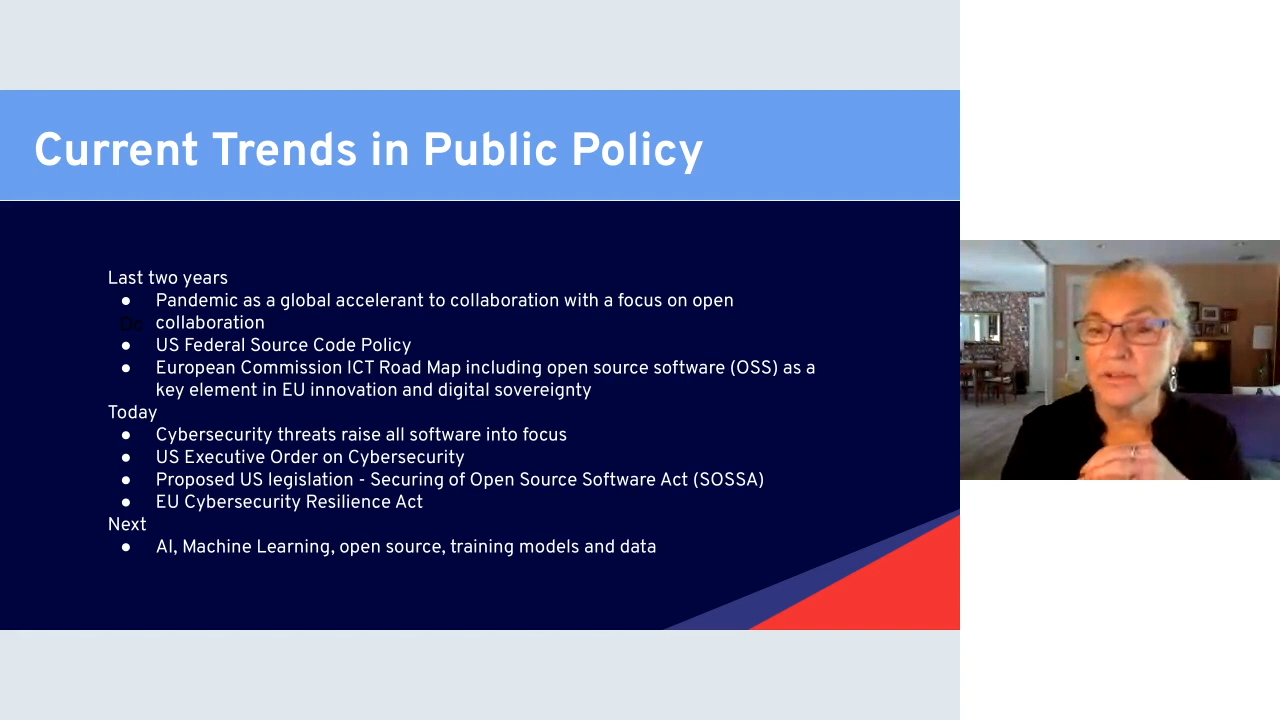 Current Trends in Public Policy
Last two years
● Pandemic as a global accelerant to collaboration with a focus on open
Do collaboration
● US Federal Source Code Policy
● European Commission ICT Road Map including open source software (OSS) as a
key element in EU innovation and digital sovereignty
Today
● Cybersecurity threats raise all software into focus
● US Executive Order on Cybersecurity
● Proposed US legislation - Securing of Open Source Software Act (SOSSA)
● EU Cybersecurity Resilience Act
Next
● AI, Machine Learning, open source, training models and data